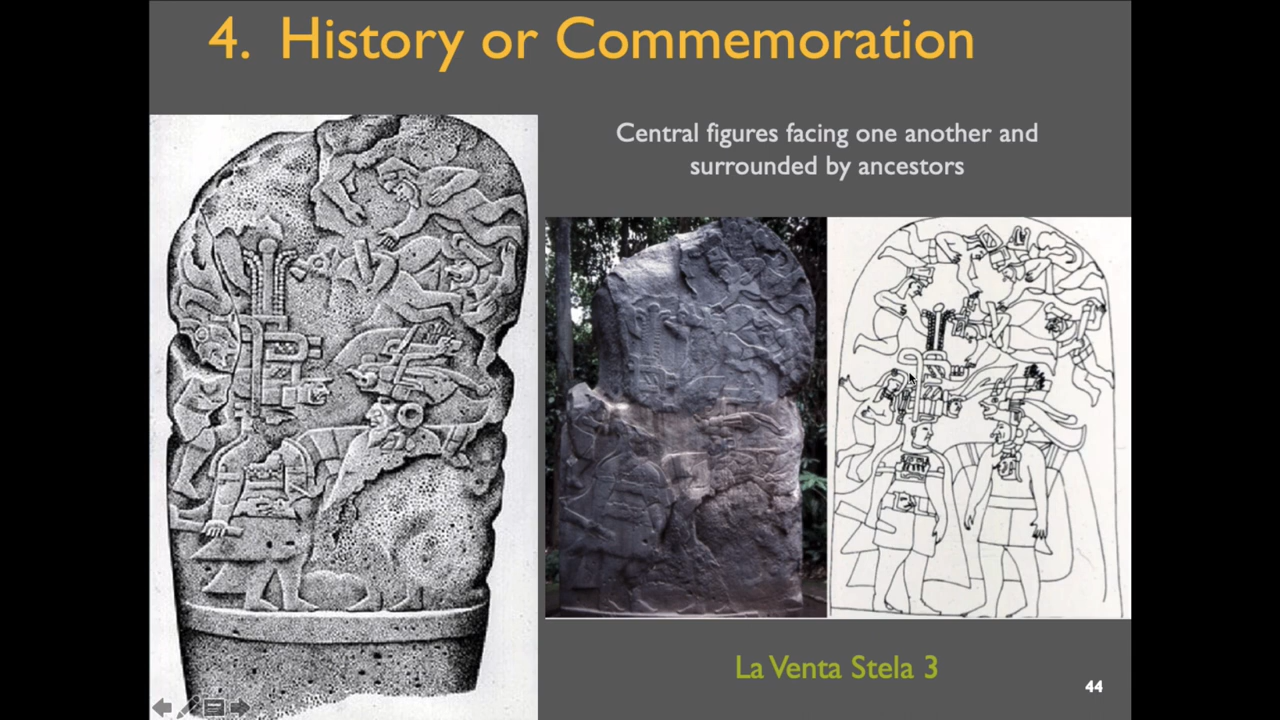 4. History or Commemoration
Central figures facing one another and
surrounded by ancestors
La Venta Stela 3
44